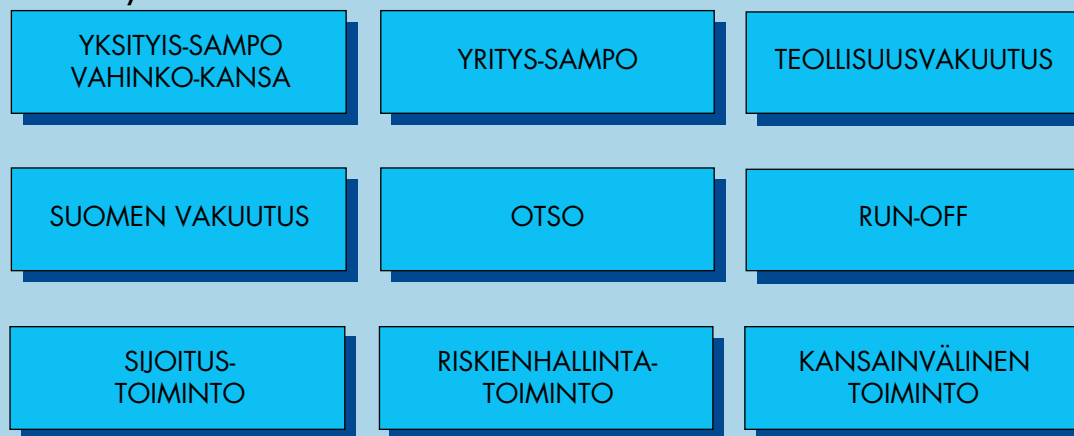 YKSITYIS-SAMPO
VAHINKO-KANSA
YRITYS-SAMPO
TEOLLISUUSVAKUUTUS
SUOMEN VAKUUTUS
OTSO
RUN-OFF
SIJOITUS-
TOIMINTO
RISKIENHALLINTA-
TOIMINTO
KANSAINVÄLINEN
TOIMINTO